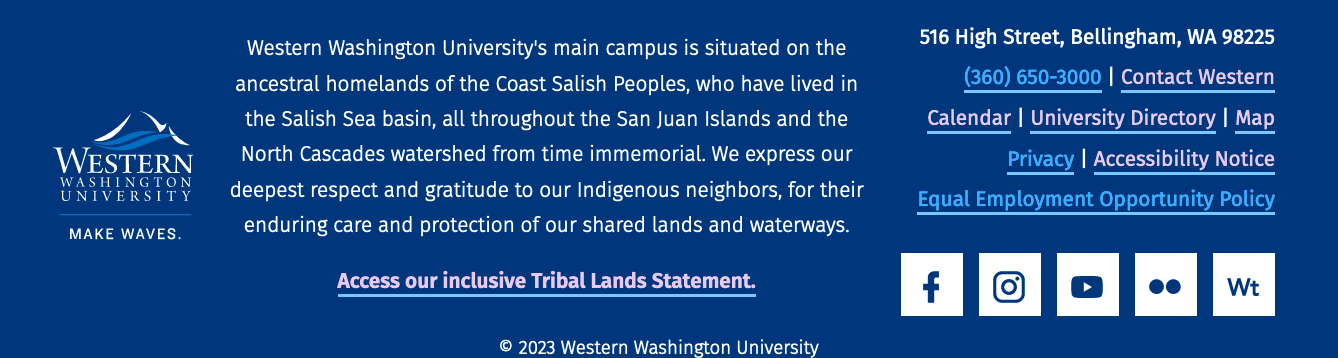 WESTERN
WASHINGTON
UNIVERSITY
MAKE WAVES.
Western Washington University's main campus is situated on the
ancestral homelands of the Coast Salish Peoples, who have lived in
the Salish Sea basin, all throughout the San Juan Islands and the
North Cascades watershed from time immemorial. We express our
deepest respect and gratitude to our Indigenous neighbors, for their
enduring care and protection of our shared lands and waterways.
Access our inclusive Tribal Lands Statement.
516 High Street, Bellingham, WA 98225
(360) 650-3000 | Contact Western
Calendar | University Directory | Map
Privacy | Accessibility Notice
Equal Employment Opportunity Policy
Wt
© 2023 Western Washington University